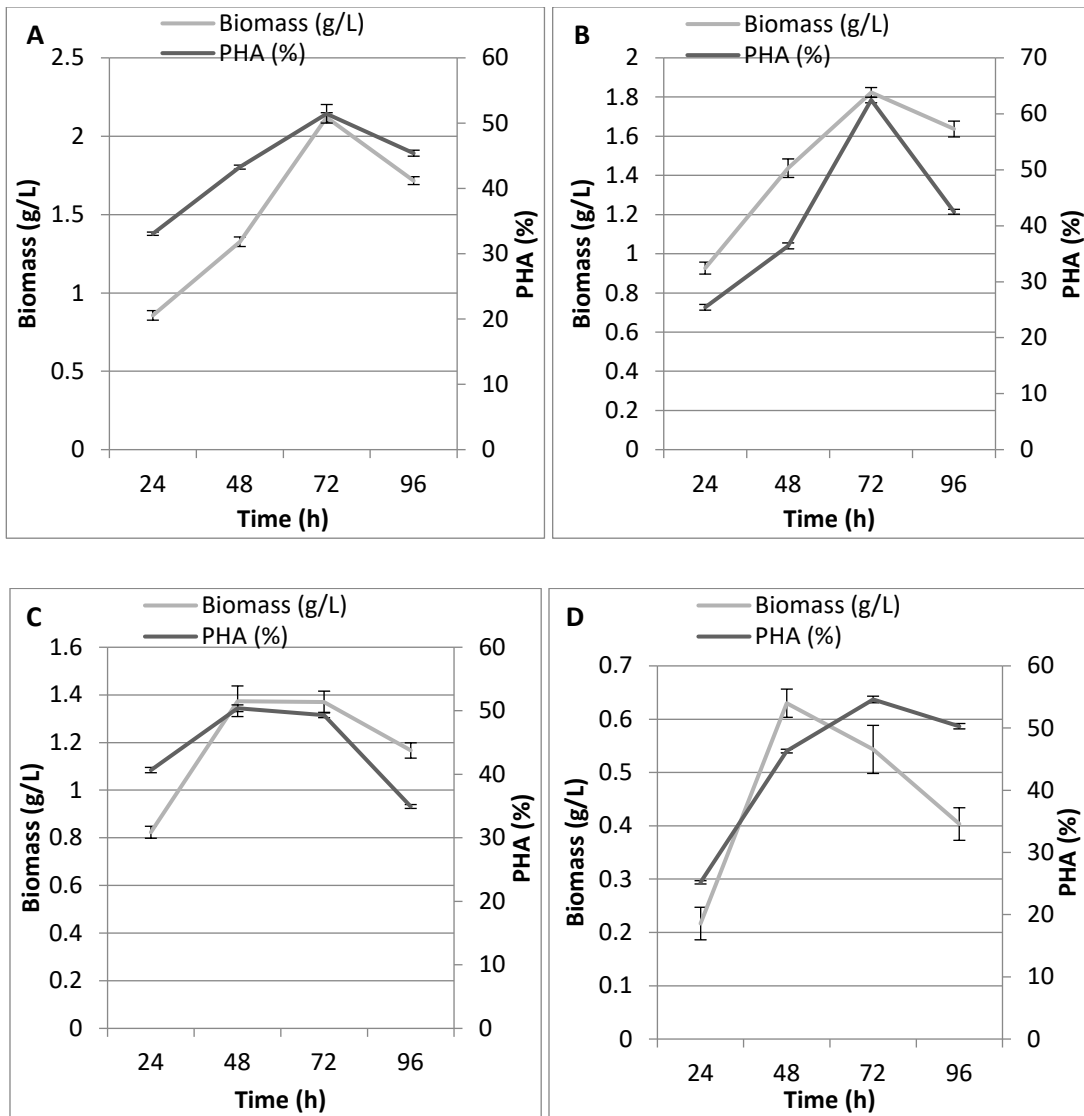 A
Biomass (g/L)
PHA (%)
2.5
2
1.5
1
0.5
0
60
50
40
30
20
10
0
Biomass (g/L)
PHA (%)
24 48 72 96
Time (h)
B
Biomass (g/L)
PHA (%)
2
1.8
1.6
1.4
1.2
1
0.8
0.6
0.4
0.2
0
70
60
50
40
30
20
10
0
Biomass (g/L)
PHA (%)
24 48 72 96
Time (h)
C
Biomass (g/L)
PHA (%)
1.6
1.4
1.2
1
0.8
0.6
0.4
0.2
0
60
50
40
30
20
10
0
Biomass (g/L)
PHA (%)
24 48 72 96
Time (h)
D
Biomass (g/L)
PHA (%)
0.7
0.6
0.5
0.4
0.3
0.2
0.1
0
60
50
40
30
20
10
0
Biomass (g/L)
PHA (%)
24 48 72 96
Time (h)